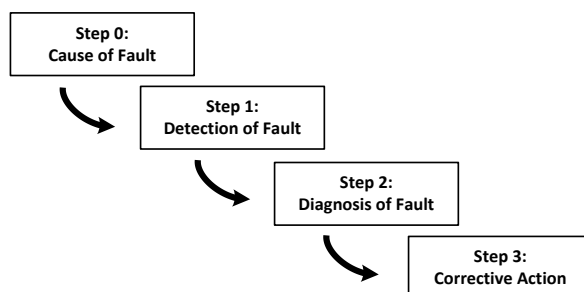 Step 0:
Cause of Fault
Step 1:
Detection of Fault
Step 2:
Diagnosis of Fault
Step 3:
Corrective Action